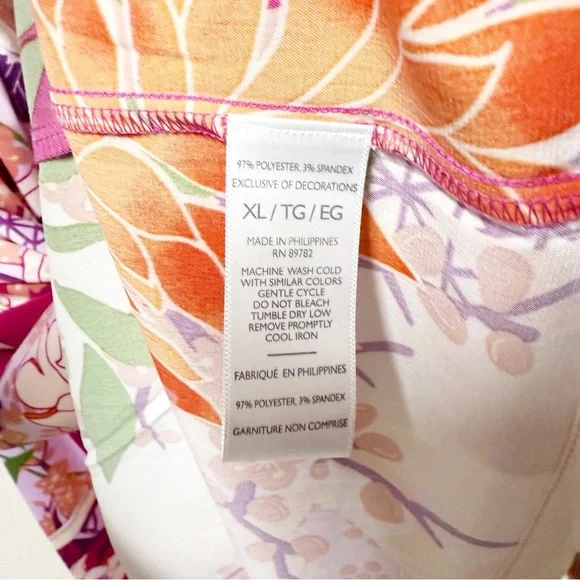 97% POLYESTER, 3% SPANDEX
EXCLUSIVE OF DECORATIONS
XL / TG / EG
MADE IN PHILIPPINES
RN 89782
MACHINE WASH COLD
WITH SIMILAR COLORS
GENTLE CYCLE
DO NOT BLEACH
TUMBLE DRY LOW
REMOVE PROMPTLY
COOL IRON
FABRIQUÉ EN PHILIPPINES
97% POLYESTER, 3% SPANDEX
GARNITURE NON COMPRISE